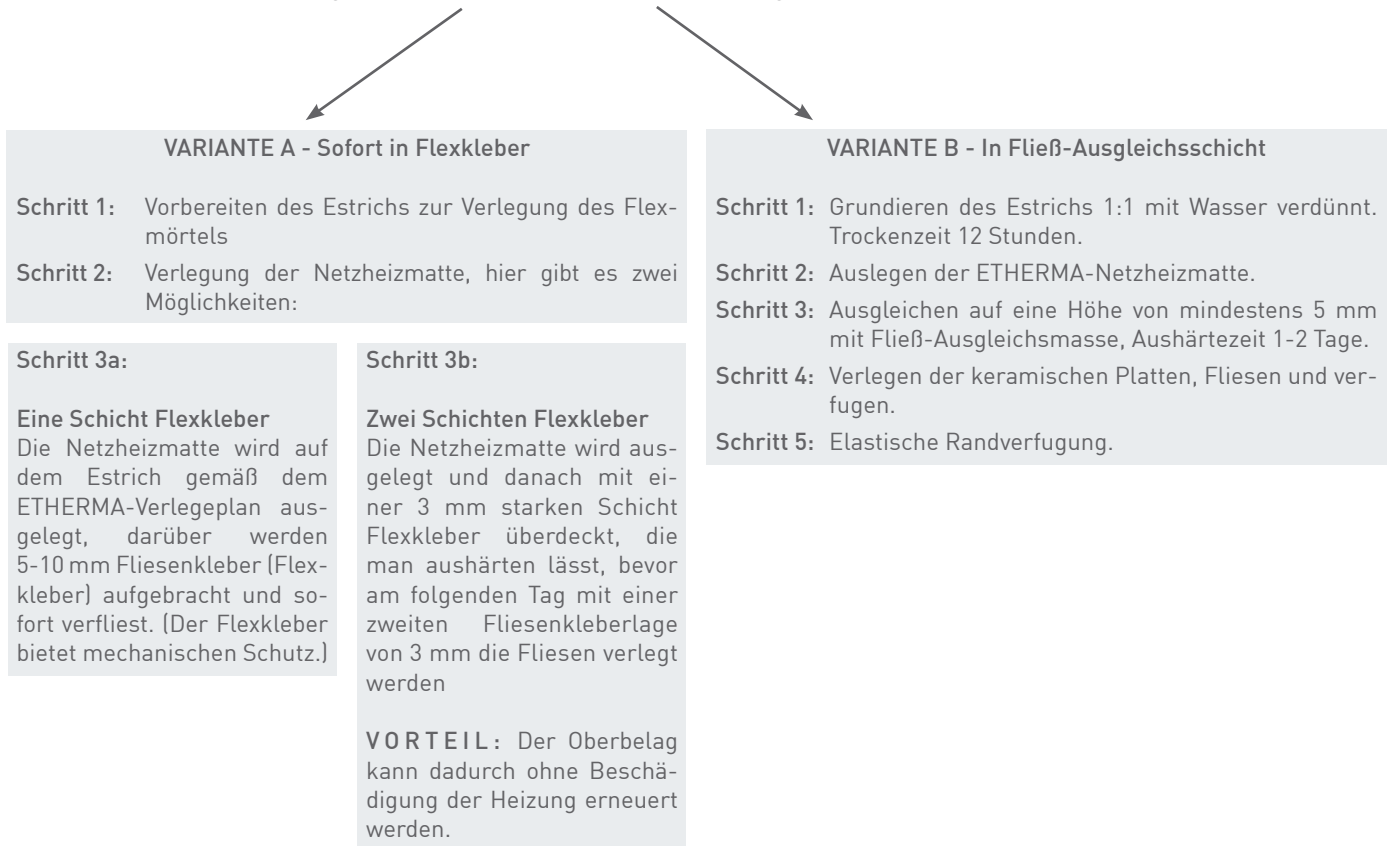 VARIANTE A - Sofort in Flexkleber
Schritt 1: Vorbereiten des Estrichs zur Verlegung des Flex-
mörtels
Schritt 2: Verlegung der Netzheizmatte, hier gibt es zwei
Möglichkeiten:
Schritt 3a:
Eine Schicht Flexkleber
Die Netzheizmatte wird auf
dem Estrich gemäß dem
ETHERMA-Verlegeplan aus-
gelegt, darüber werden
5-10 mm Fliesenkleber (Flex-
kleber) aufgebracht und so-
fort verfliest. (Der Flexkleber
bietet mechanischen Schutz.)
Schritt 3b:
Zwei Schichten Flexkleber
Die Netzheizmatte wird aus-
gelegt und danach mit ei-
ner 3 mm starken Schicht
Flexkleber überdeckt, die
man aushärten lässt, bevor
am folgenden Tag mit einer
zweiten Fliesenkleberlage
von 3 mm die Fliesen verlegt
werden
VORTEIL: Der Oberbelag
kann dadurch ohne Beschä-
digung der Heizung erneuert
werden.
VARIANTE B - In Fließ-Ausgleichsschicht
Schritt 1: Grundieren des Estrichs 1:1 mit Wasser verdünnt.
Trockenzeit 12 Stunden.
Schritt 2: Auslegen der ETHERMA-Netzheizmatte.
Schritt 3: Ausgleichen auf eine Höhe von mindestens 5 mm
mit Fließ-Ausgleichsmasse, Aushärtezeit 1-2 Tage.
Schritt 4: Verlegen der keramischen Platten, Fliesen und ver-
fugen.
Schritt 5: Elastische Randverfugung.